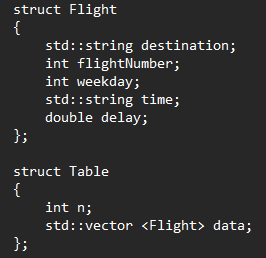 struct Flight
{
    std::string destination;
    int flightNumber;
    int weekday;
    std::string time;
    double delay;
};

struct Table
{
    int n;
    std::vector <Flight> data;
};